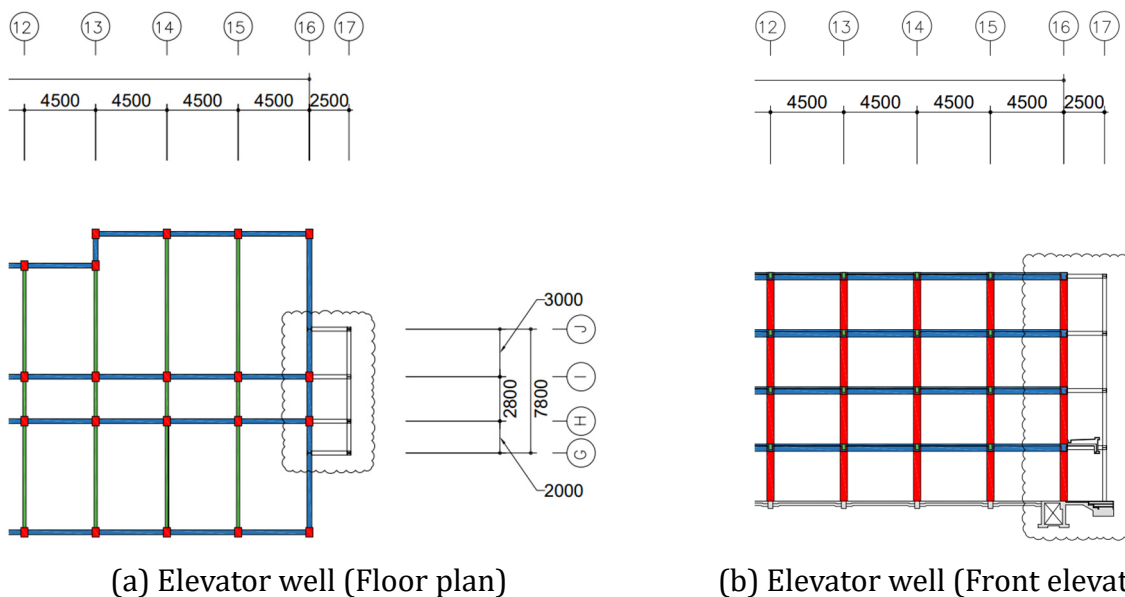 12 13 14 15 16 17
4500 4500 4500 4500 2500
3000
J
I
2800 7800
H
G
2000
(a) Elevator well (Floor plan)
12 13 14 15 16 17
4500 4500 4500 4500 2500
(b) Elevator well (Front elevat